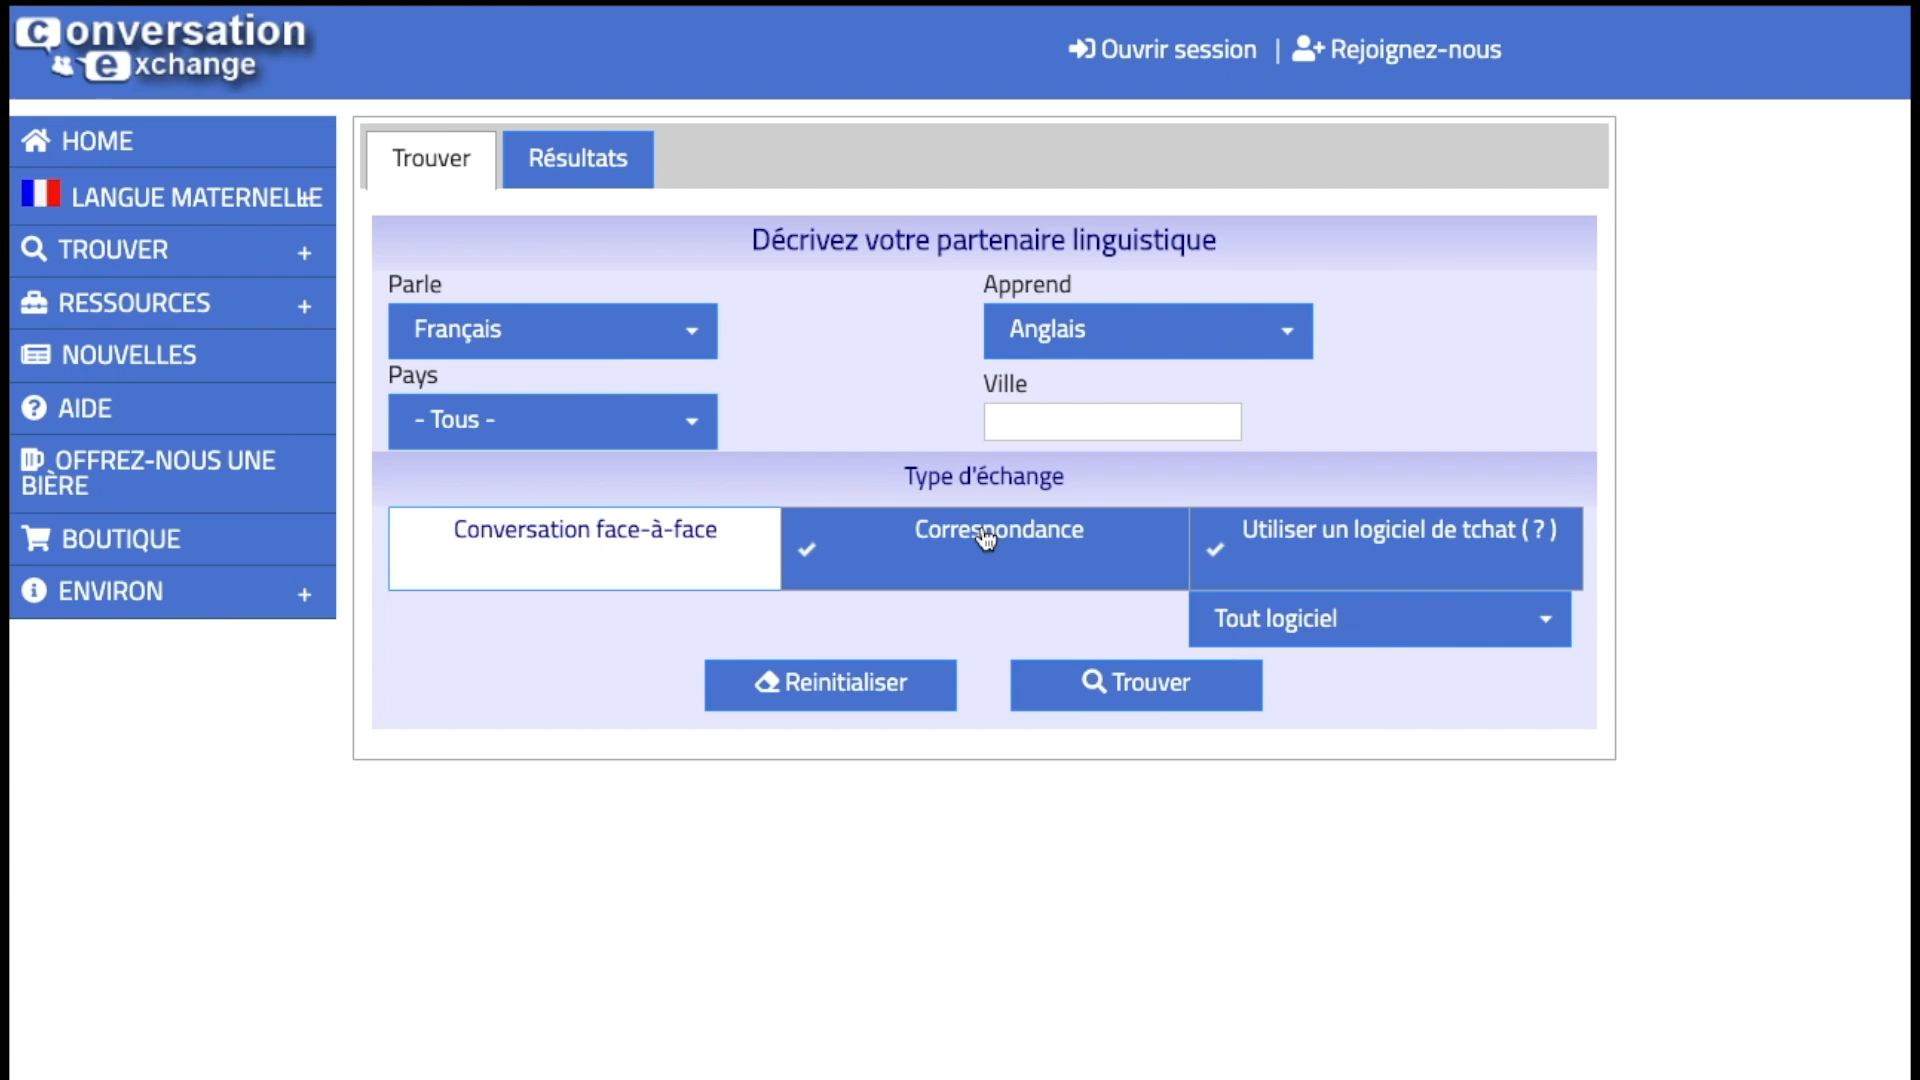 Conversation
exchange
Ouvrir session | Rejoignez-nous
HOME
LANGUE MATERNELLE
TROUVER +
RESSOURCES +
NOUVELLES
AIDE
OFFREZ-NOUS UNE
BIÈRE
BOUTIQUE
ENVIRON +
Trouver
Résultats
Décrivez votre partenaire linguistique
Parle
Apprend
Français
Anglais
Pays
Ville
- Tous -
Type d'échange
Conversation face-à-face
Correspondance
Utiliser un logiciel de tchat ( ? )
Tout logiciel
Reinitialiser
Trouver